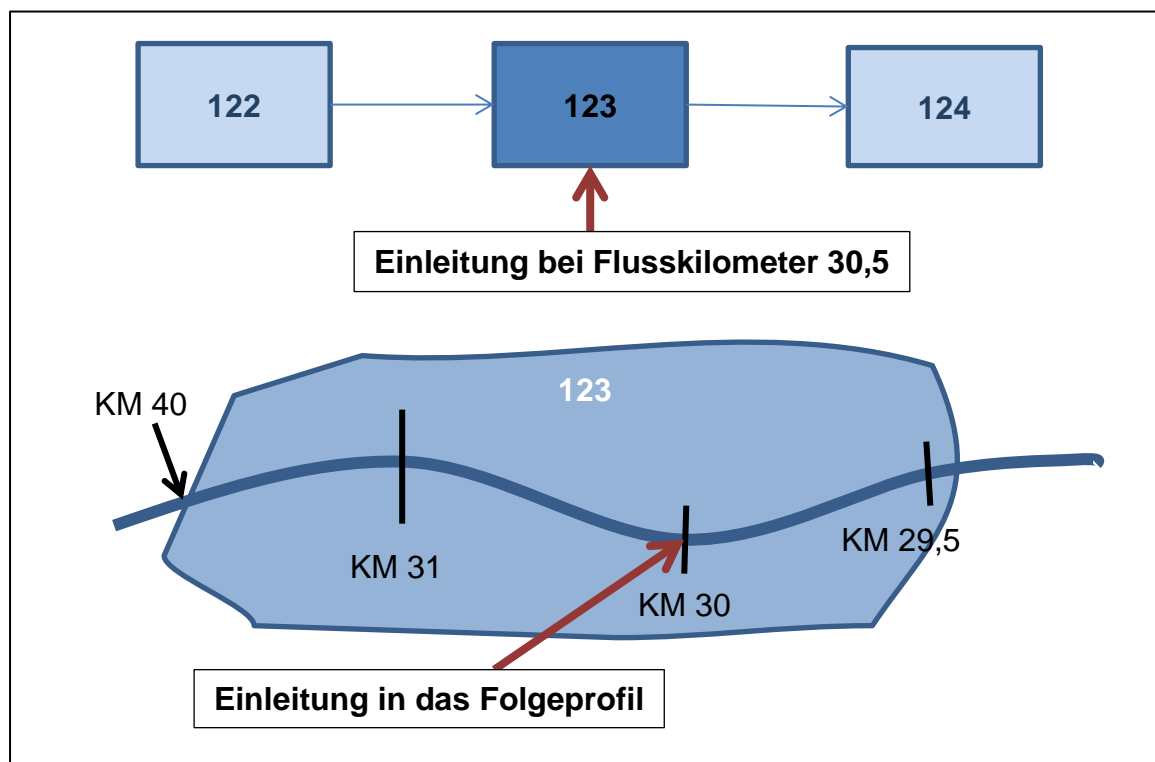 122
123
124
Einleitung bei Flusskilometer 30,5
123
KM 40
KM 31
KM 29,5
KM 30
Einleitung in das Folgeprofil